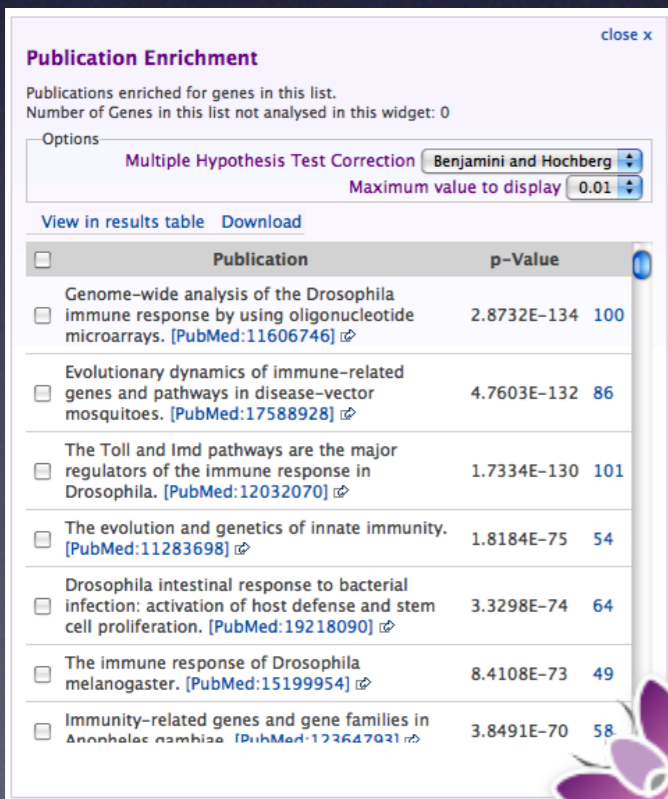 close x
Publication Enrichment
Publications enriched for genes in this list.
Number of Genes in this list not analysed in this widget: 0
Options
Multiple Hypothesis Test Correction Benjamini and Hochberg
Maximum value to display 0.01
View in results table Download
Publication p-Value
Genome-wide analysis of the Drosophila
immune response by using oligonucleotide
microarrays. [PubMed:11606746] 2.8732E-134 100
Evolutionary dynamics of immune-related
genes and pathways in disease-vector
mosquitoes. [PubMed:17588928] 4.7603E-132 86
The Toll and Imd pathways are the major
regulators of the immune response in
Drosophila. [PubMed:12032070] 1.7334E-130 101
The evolution and genetics of innate immunity.
[PubMed:11283698] 1.8184E-75 54
Drosophila intestinal response to bacterial
infection: activation of host defense and stem
cell proliferation. [PubMed:19218090] 3.3298E-74 64
The immune response of Drosophila
melanogaster. [PubMed:15199954] 8.4108E-73 49
Immunity-related genes and gene families in
Anopheles gambiae. [PubMed:12364793] 3.8491E-70 58